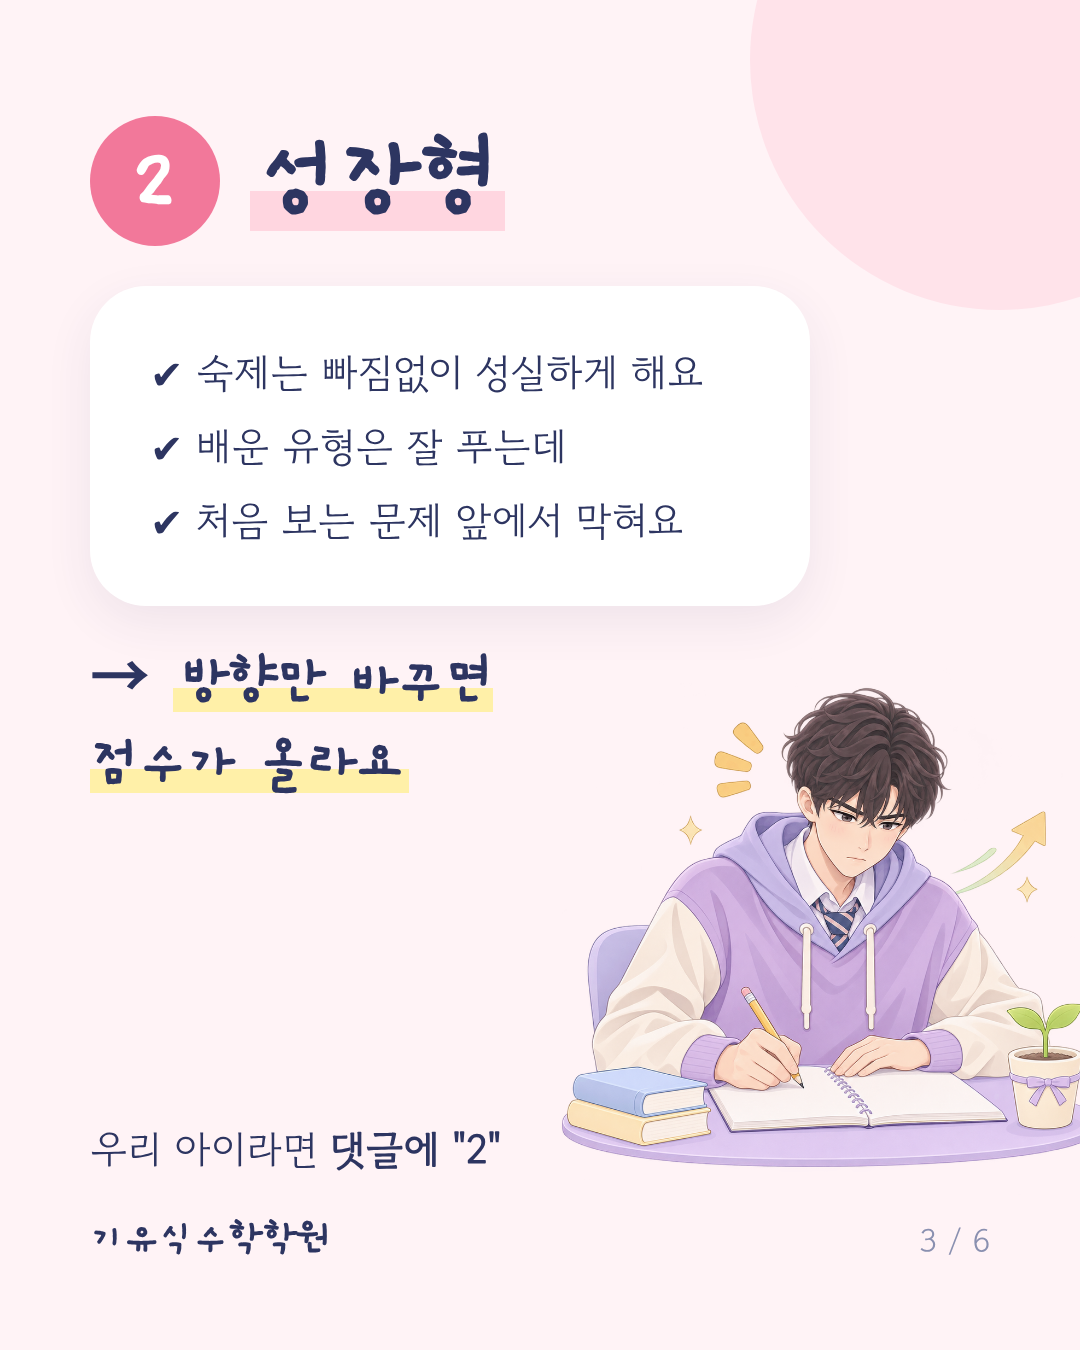 2 성장형
✔ 숙제는 빠짐없이 성실하게 해요
✔ 배운 유형은 잘 푸는데
✔ 처음 보는 문제 앞에서 막혀요
→ 방향만 바꾸면
점수가 올라요
우리 아이라면 댓글에 "2"
기유식수학학원
3 / 6